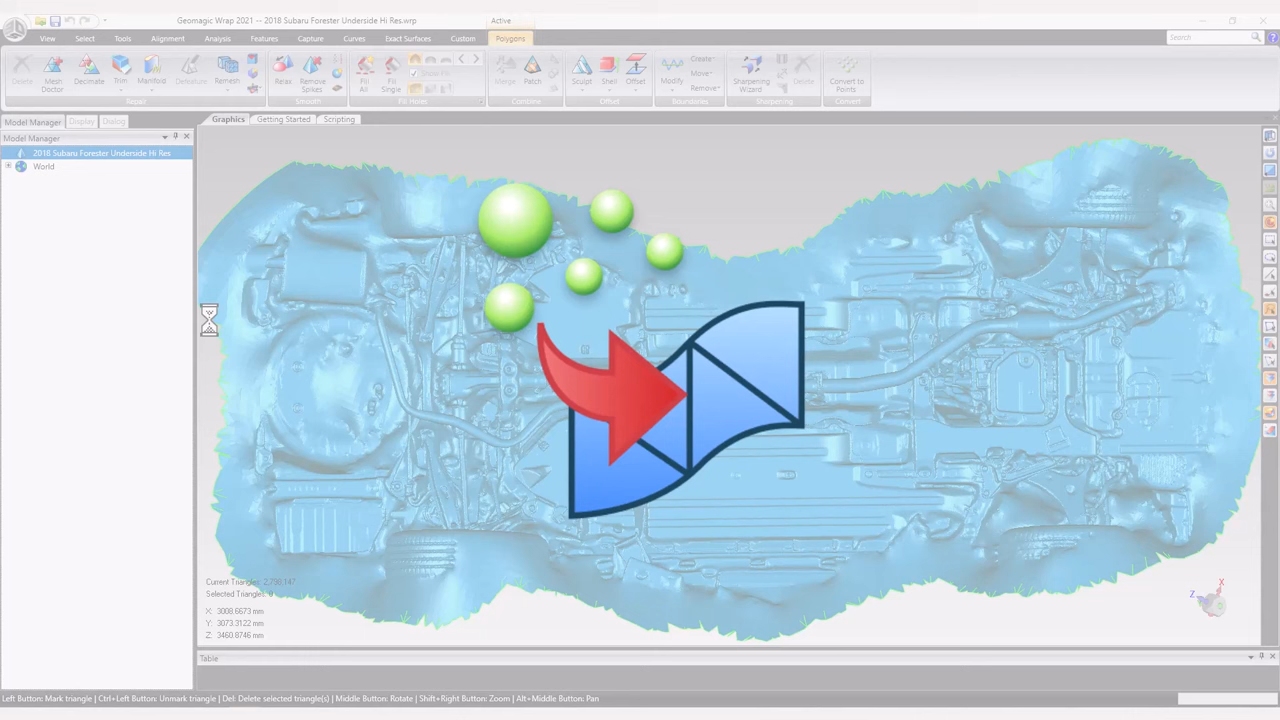 Geomagic Wrap 2021 -- 2018 Subaru Forester Underside Hi Res.wrp
Active
View Select Tools Alignment Analysis Features Capture Curves Exact Surfaces Custom Polygons
Search
Delete Mesh Doctor Decimate Trim Manifold Remesh Relax Remove Spikes Fill All Fill Single Merge Patch Sculpt Shell Offset Modify Create Move Remove Sharpening Wizard Delete Convert to Points
Repair Smooth Fill Holes Combine Offset Boundaries Sharpening Convert
Model Manager Display Dialog
Graphics Getting Started Scripting
Model Manager
2018 Subaru Forester Underside Hi Res
World
Current Triangles:
Selected Triangles:
X: 3008.6673 mm
Y: 3073.3122 mm
Z: 3460.8746 mm
X
Z
Table
Left Button: Mark triangle | Ctrl+Left Button: Unmark triangle | Del: Delete selected triangle(s) | Middle Button: Rotate | Shift+Right Button: Zoom | Alt+Middle Button: Pan